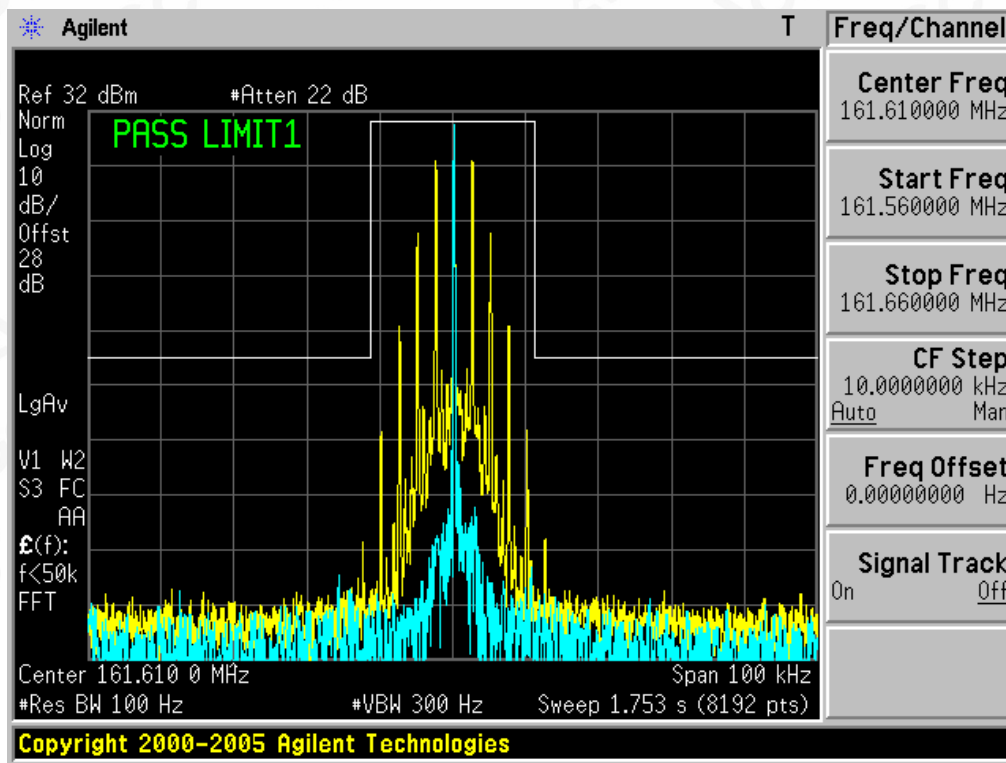 Agilent T
Freq/Channel
Ref 32 dBm #Atten 22 dB
Norm
Log
10
dB/
Offst
28
dB
PASS LIMIT1
LgAv
V1 W2
S3 FC
AA
£(f):
f<50k
FFT
Center 161.610 0 MHz Span 100 kHz
#Res BW 100 Hz #VBW 300 Hz Sweep 1.753 s (8192 pts)
Copyright 2000-2005 Agilent Technologies
Center Freq
161.610000 MHz
Start Freq
161.560000 MHz
Stop Freq
161.660000 MHz
CF Step
10.0000000 kHz
Auto Man
Freq Offset
0.00000000 Hz
Signal Track
On Off